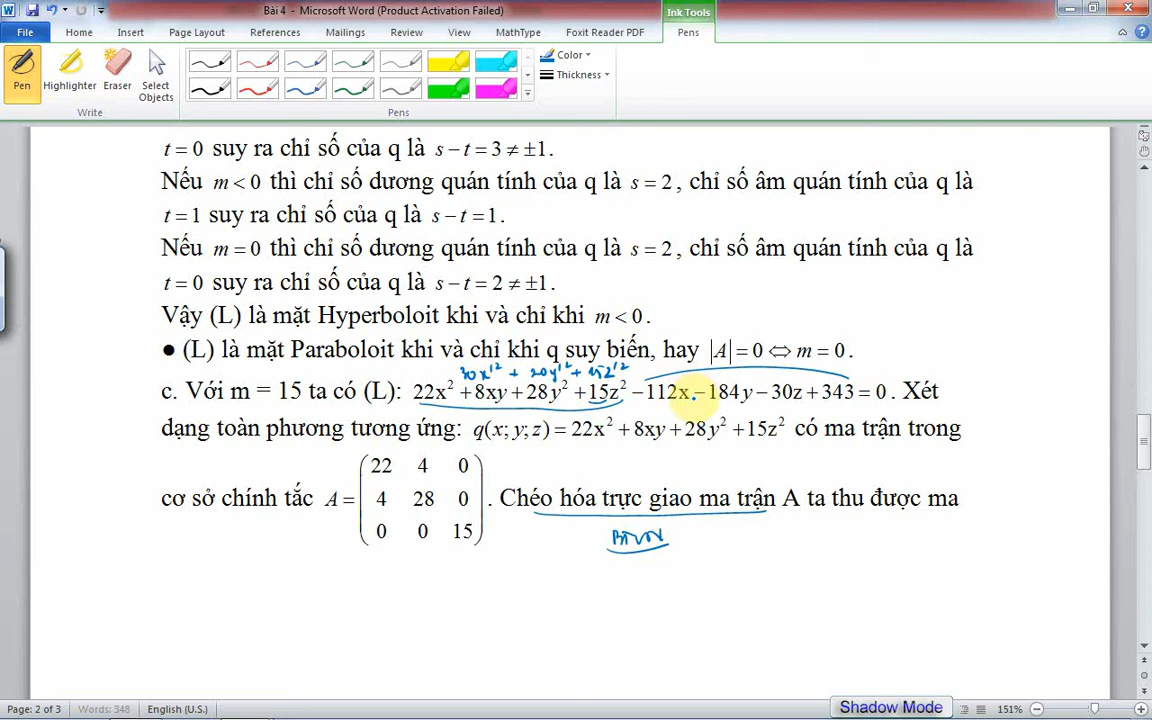 Bài 4 - Microsoft Word (Product Activation Failed)
Ink Tools
File Home Insert Page Layout References Mailings Review View MathType Foxit Reader PDF Pens
Pen Highlighter Eraser Select Objects
Color
Thickness
Write Pens
t = 0 suy ra chỉ số của q là s − t = 3 ≠ ±1.
Nếu m < 0 thì chỉ số dương quán tính của q là s = 2, chỉ số âm quán tính của q là
t = 1 suy ra chỉ số của q là s − t = 1.
Nếu m = 0 thì chỉ số dương quán tính của q là s = 2, chỉ số âm quán tính của q là
t = 0 suy ra chỉ số của q là s − t = 2 ≠ ±1.
Vậy (L) là mặt Hyperboloit khi và chỉ khi m < 0.
● (L) là mặt Paraboloit khi và chỉ khi q suy biến, hay |A| = 0 ⇔ m = 0.
30x'² + 20y'² + 15z'²
c. Với m = 15 ta có (L): 22x² + 8xy + 28y² + 15z² − 112x − 184y − 30z + 343 = 0. Xét
dạng toàn phương tương ứng: q(x; y; z) = 22x² + 8xy + 28y² + 15z² có ma trận trong
22 4 0
cơ sở chính tắc A = 4 28 0 . Chéo hóa trực giao ma trận A ta thu được ma
0 0 15
Page: 2 of 3 Words: 348 English (U.S.) Shadow Mode 151%